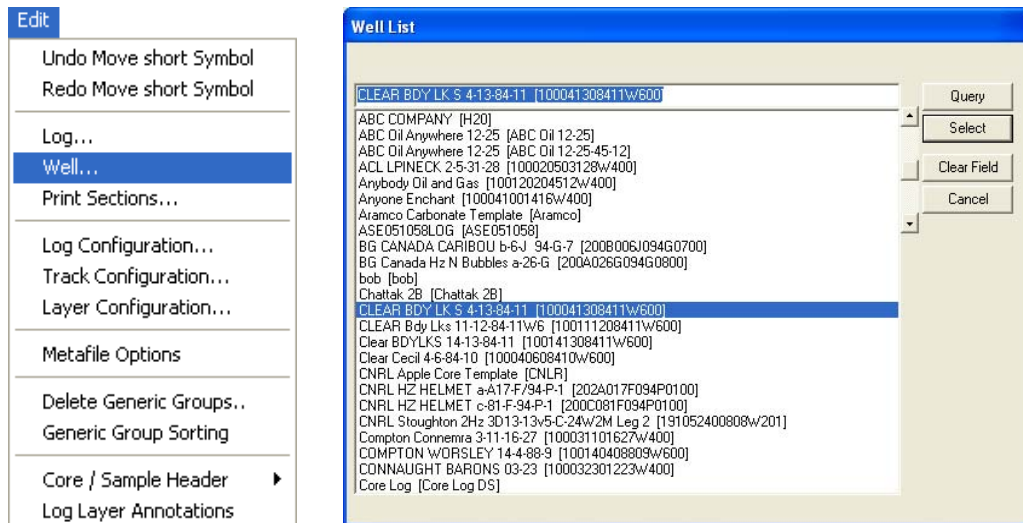 Edit
Undo Move short Symbol
Redo Move short Symbol
Log...
Well...
Print Sections...
Log Configuration...
Track Configuration...
Layer Configuration...
Metafile Options
Delete Generic Groups..
Generic Group Sorting
Core / Sample Header
Log Layer Annotations
Well List
CLEAR BDY LK S 4-13-84-11 [100041308411W600]
ABC COMPANY [H20]
ABC Oil Anywhere 12-25 [ABC Oil 12-25]
ABC Oil Anywhere 12-25 [ABC Oil 12-25-45-12]
ACL LPINECK 2-5-31-28 [100020503128W400]
Anybody Oil and Gas [100120204512W400]
Anyone Enchant [100041001416W400]
Aramco Carbonate Template [Aramco]
ASE051058LOG [ASE051058]
BG CANADA CARIBOU b-6-J 94-G-7 [200B006J094G0700]
BG Canada Hz N Bubbles a-26-G [200A026G094G0800]
bob [bob]
Chattak 2B [Chattak 2B]
CLEAR BDY LK S 4-13-84-11 [100041308411W600]
CLEAR Bdy Lks 11-12-84-11W6 [100111208411W600]
Clear BDYLKS 14-13-84-11 [100141308411W600]
Clear Cecil 4-6-84-10 [100040608410W600]
CNRL Apple Core Template [CNLR]
CNRL HZ HELMET a-A17-F/94-P-1 [202A017F094P0100]
CNRL HZ HELMET c-81-F-94-P-1 [200C081F094P0100]
CNRL Stoughton 2Hz 3D13-13v5-C-24W2M Leg 2 [191052400808W201]
Compton Connemra 3-11-16-27 [100031101627W400]
COMPTON WORSLEY 14-4-88-9 [100140408809W600]
CONNAUGHT BARONS 03-23 [100032301223W400]
Core Log [Core Log DS]
Query
Select
Clear Field
Cancel